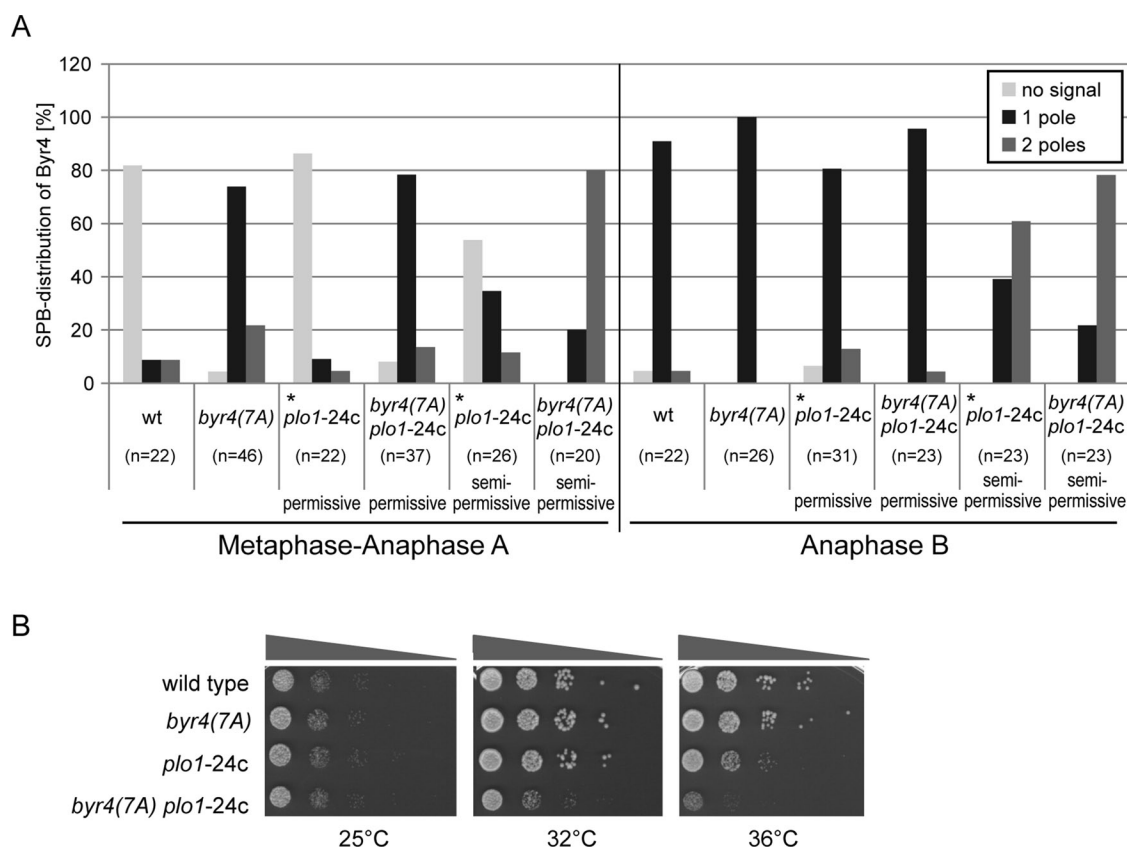 A
SPB-distribution of Byr4 [%]
120
100
80
60
40
20
0
no signal
1 pole
2 poles
wt
(n=22)
byr4(7A)
(n=46)
*
plo1-24c
(n=22)
permissive
byr4(7A)
plo1-24c
(n=37)
permissive
*
plo1-24c
(n=26)
semi-
permissive
byr4(7A)
plo1-24c
(n=20)
semi-
permissive
Metaphase-Anaphase A
wt
(n=22)
byr4(7A)
(n=26)
*
plo1-24c
(n=31)
permissive
byr4(7A)
plo1-24c
(n=23)
permissive
*
plo1-24c
(n=23)
semi-
permissive
byr4(7A)
plo1-24c
(n=23)
semi-
permissive
Anaphase B
B
wild type
byr4(7A)
plo1-24c
byr4(7A) plo1-24c
25°C
32°C
36°C